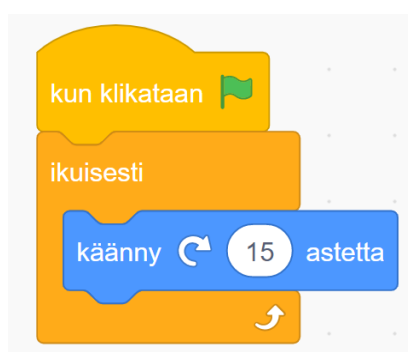 kun klikataan
ikuisesti
käänny 15 astetta